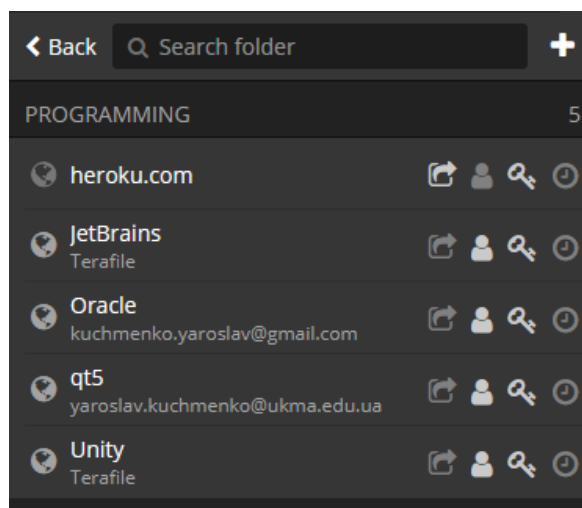 Back
Search folder
PROGRAMMING 5
heroku.com
JetBrains
Terafile
Oracle
kuchmenko.yaroslav@gmail.com
qt5
yaroslav.kuchmenko@ukma.edu.ua
Unity
Terafile